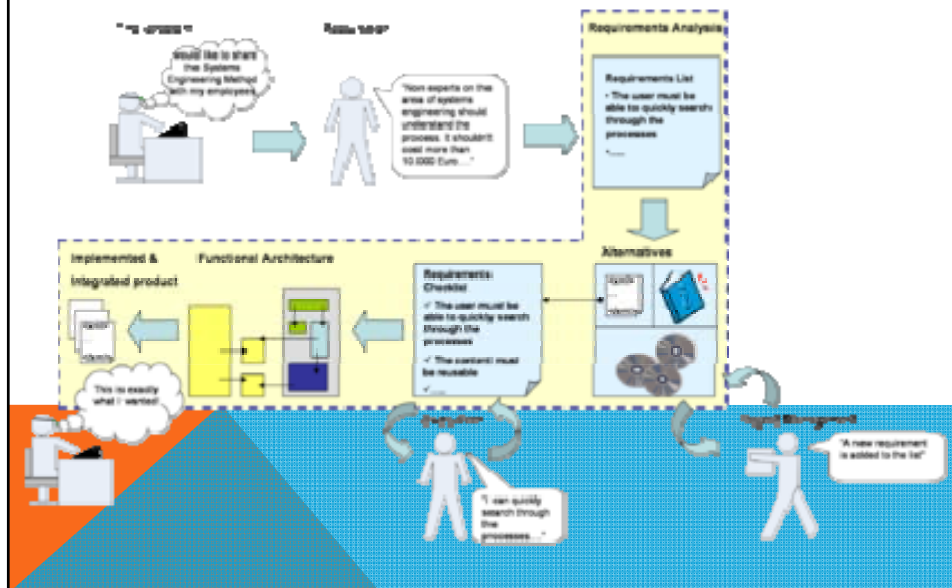 Requirements Analysis
would like to share
this Systems
Engineering Method
with my employees
"Non experts on the
area of systems
engineering should
understand the
process. It shouldn't
cost more than
10.000 Euro...."
Requirements List
• The user must be
able to quickly search
through the
processes
•.....
Alternatives
Implemented &
Integrated product
Functional Architecture
Requirements
Checklist
✓ The user must be
able to quickly search
through the
processes
✓ The content must
be reusable
✓.....
This is exactly
what I wanted
"I can quickly
search through
the
processes...."
"A new requirement
is added to the list"